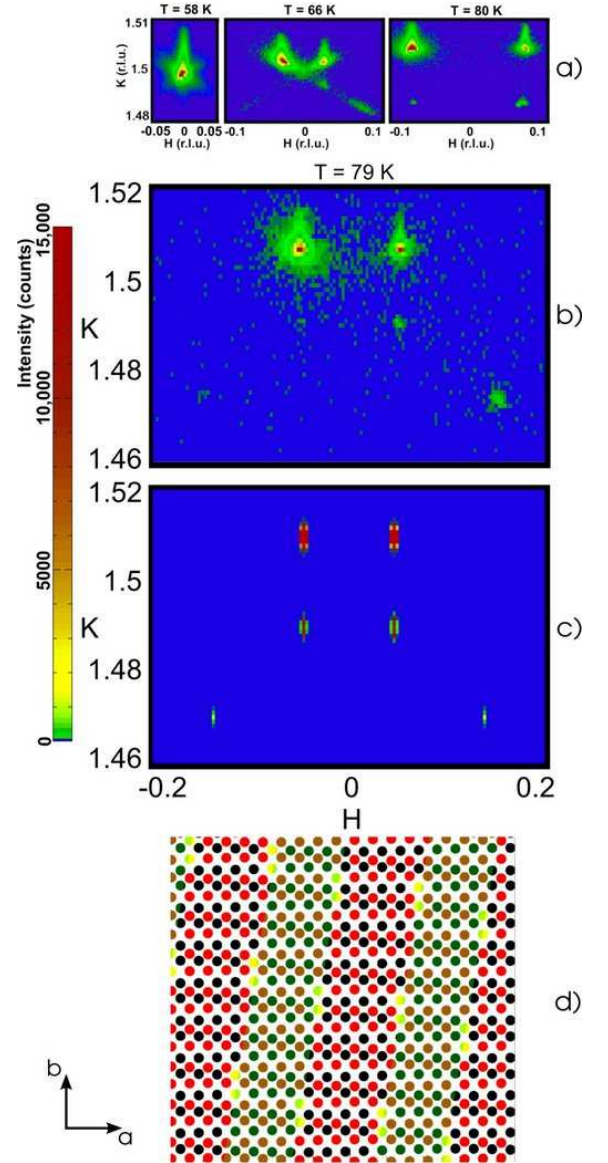 T = 58 K
T = 66 K
T = 80 K
K (r.l.u.)
1.51
1.5
1.48
-0.05 0 0.05
-0.1 0 0.1
-0.1 0 0.1
H (r.l.u.)
H (r.l.u.)
H (r.l.u.)
a)
T = 79 K
Intensity (counts)
15,000
10,000
5000
0
K
1.52
1.5
1.48
1.46
b)
K
1.52
1.5
1.48
1.46
c)
-0.2 0 0.2
H
d)
b
a